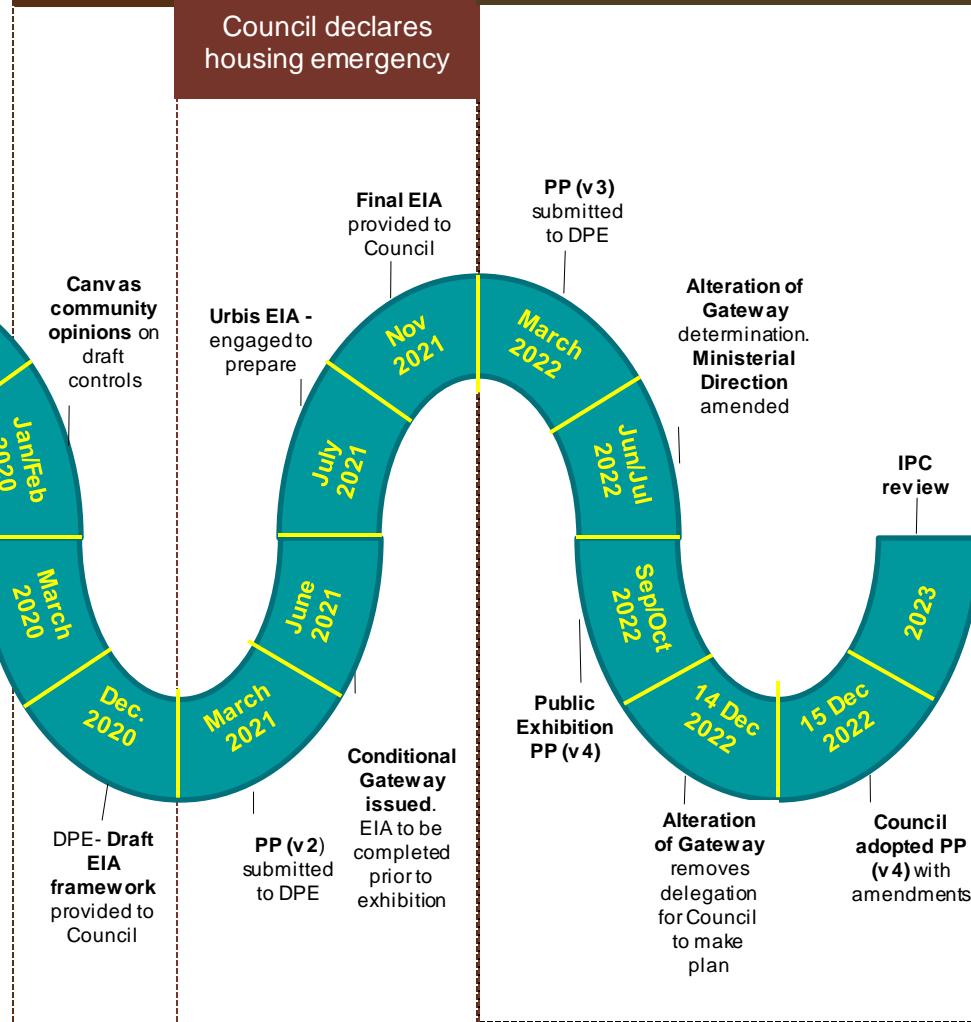 Council declares
housing emergency
Canvas
community
opinions on
draft
controls
Jan/Feb
2020
March
2020
Dec.
2020
DPE- Draft
EIA
framework
provided to
Council
March
2021
PP (v2)
submitted
to DPE
June
2021
Conditional
Gateway
issued.
EIA to be
completed
prior to
exhibition
July
2021
Urbis EIA -
engaged to
prepare
Nov
2021
Final EIA
provided to
Council
March
2022
PP (v3)
submitted
to DPE
Jun/Jul
2022
Alteration of
Gateway
determination.
Ministerial
Direction
amended
Sep/Oct
2022
Public
Exhibition
PP (v4)
14 Dec
2022
Alteration
of Gateway
removes
delegation
for Council
to make
plan
15 Dec
2022
Council
adopted PP
(v4) with
amendments
2023
IPC
review